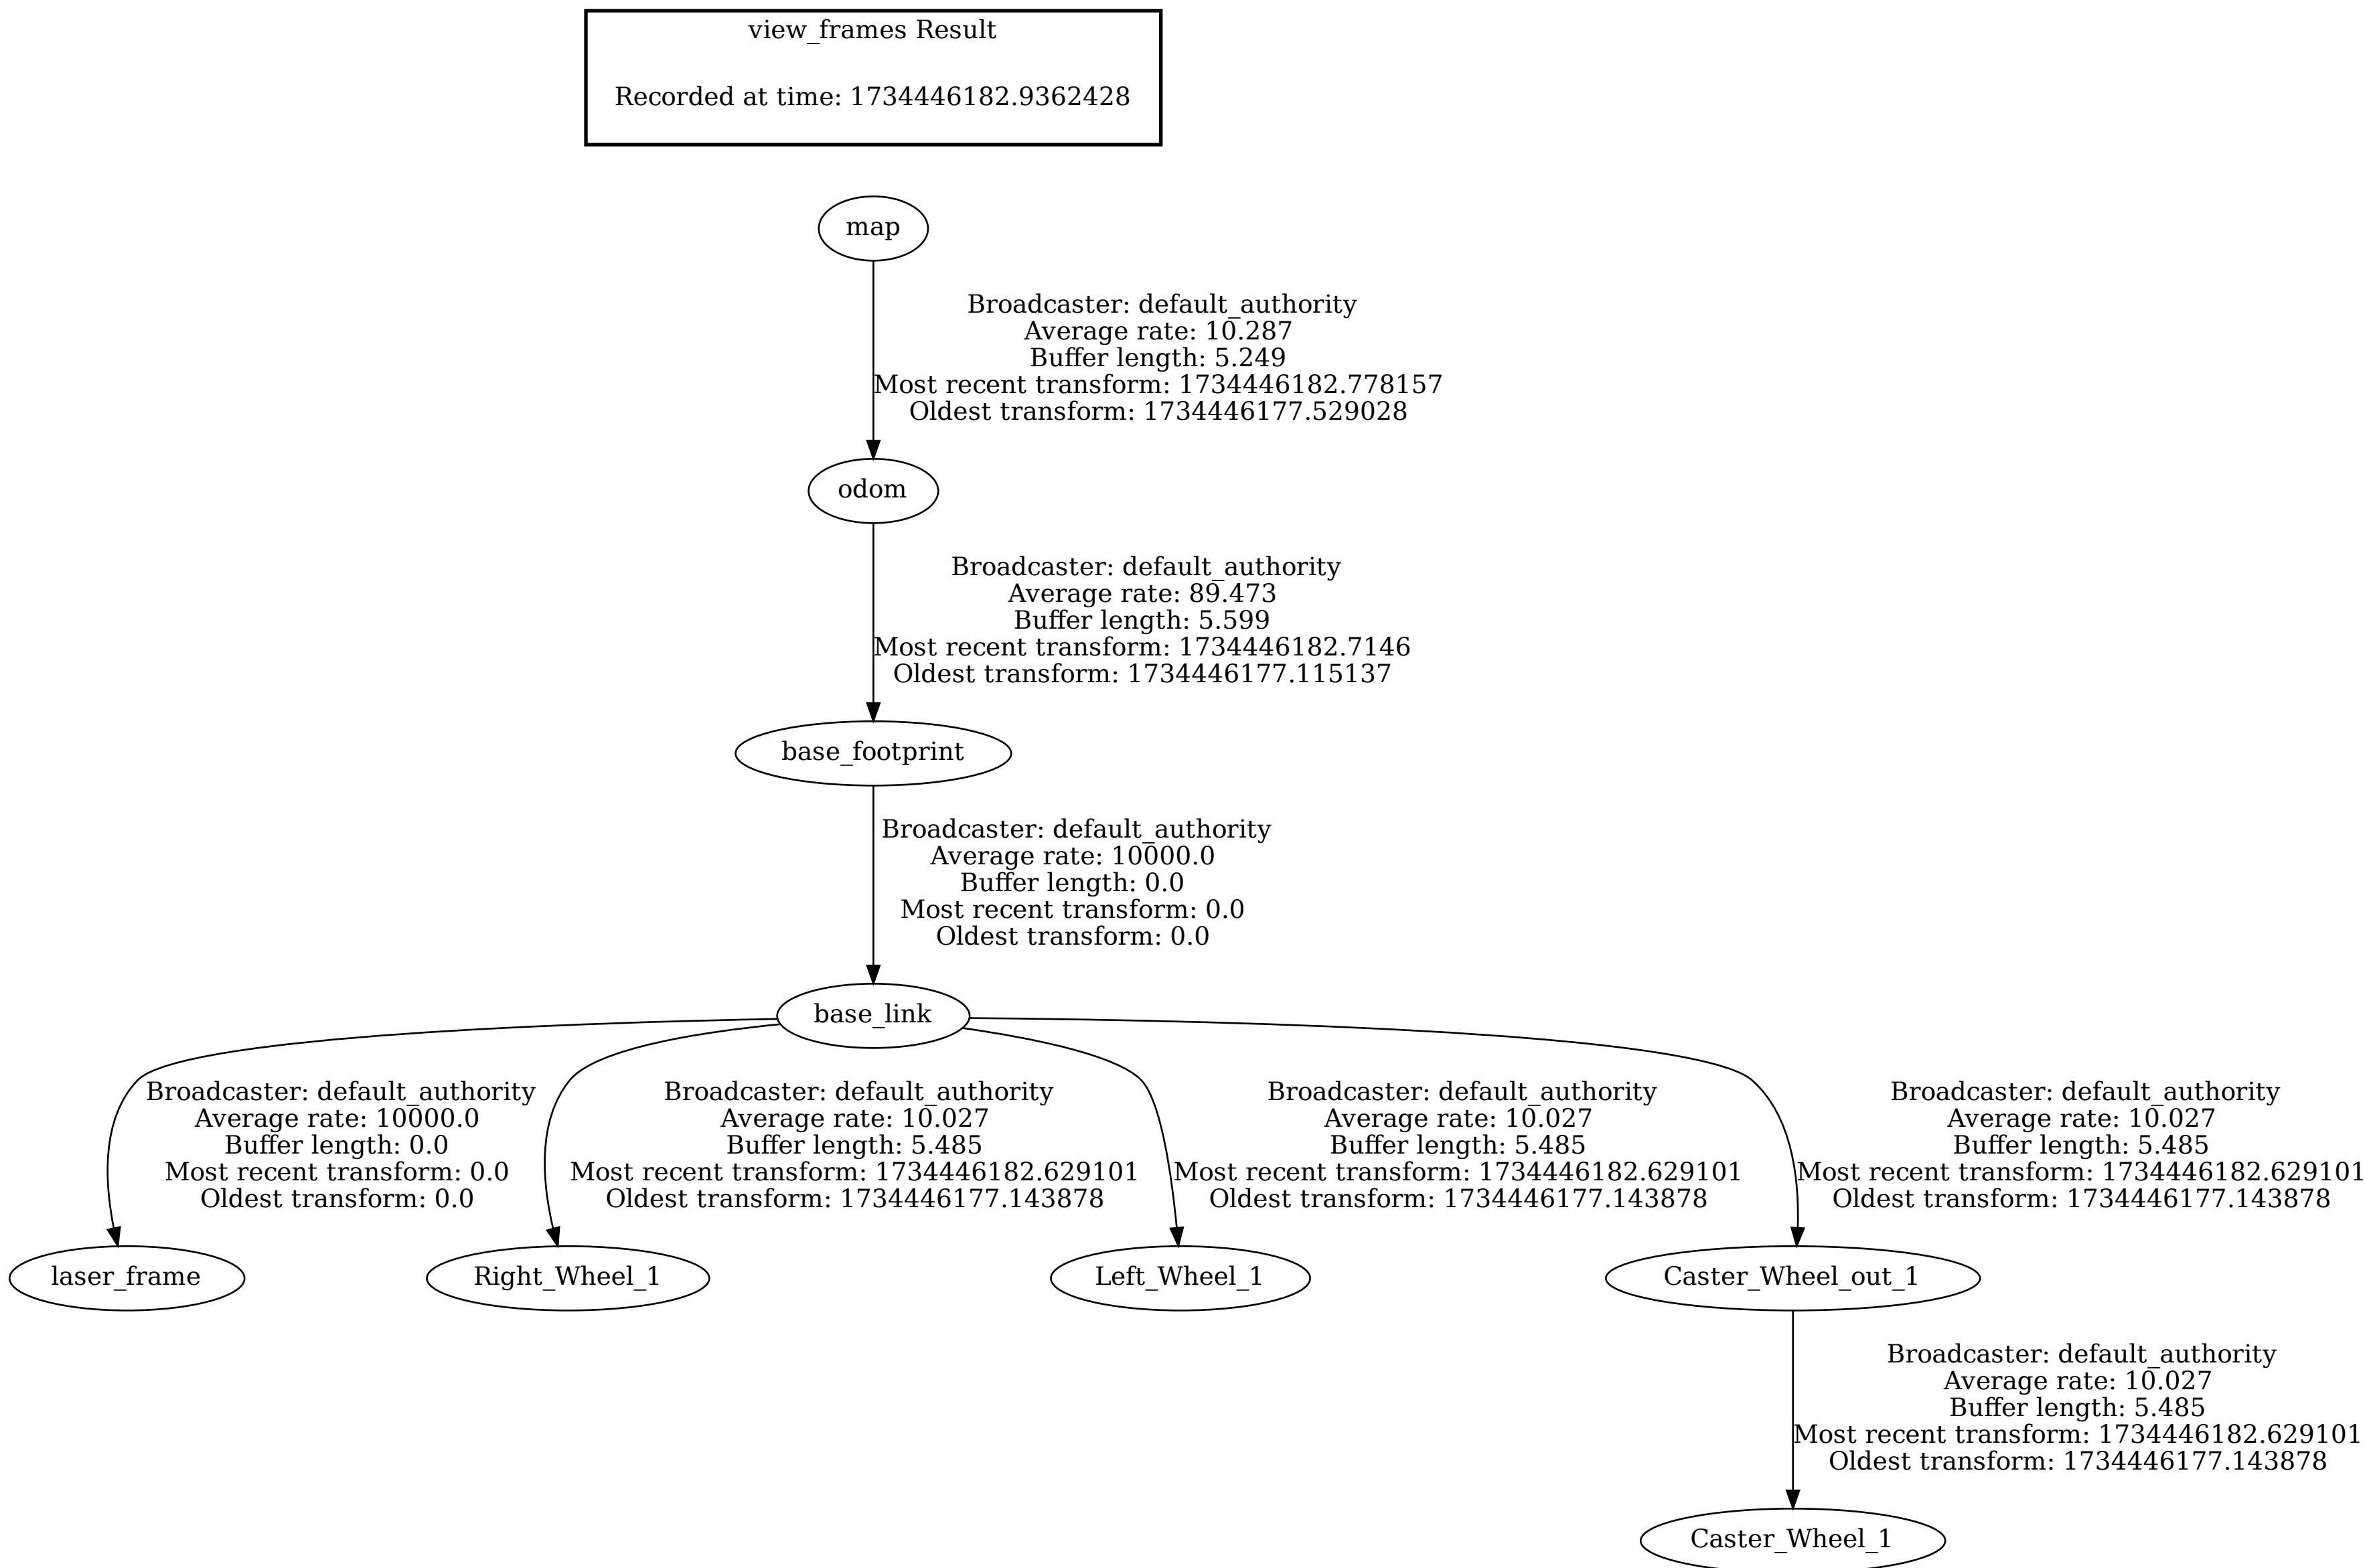 view_frames Result
Recorded at time: 1734446182.9362428
map
Broadcaster: default_authority
Average rate: 10.287
Buffer length: 5.249
Most recent transform: 1734446182.778157
Oldest transform: 1734446177.529028
odom
Broadcaster: default_authority
Average rate: 89.473
Buffer length: 5.599
Most recent transform: 1734446182.7146
Oldest transform: 1734446177.115137
base_footprint
Broadcaster: default_authority
Average rate: 10000.0
Buffer length: 0.0
Most recent transform: 0.0
Oldest transform: 0.0
base_link
Broadcaster: default_authority
Average rate: 10000.0
Buffer length: 0.0
Most recent transform: 0.0
Oldest transform: 0.0
Broadcaster: default_authority
Average rate: 10.027
Buffer length: 5.485
Most recent transform: 1734446182.629101
Oldest transform: 1734446177.143878
Broadcaster: default_authority
Average rate: 10.027
Buffer length: 5.485
Most recent transform: 1734446182.629101
Oldest transform: 1734446177.143878
Broadcaster: default_authority
Average rate: 10.027
Buffer length: 5.485
Most recent transform: 1734446182.629101
Oldest transform: 1734446177.143878
laser_frame
Right_Wheel_1
Left_Wheel_1
Caster_Wheel_out_1
Broadcaster: default_authority
Average rate: 10.027
Buffer length: 5.485
Most recent transform: 1734446182.629101
Oldest transform: 1734446177.143878
Caster_Wheel_1